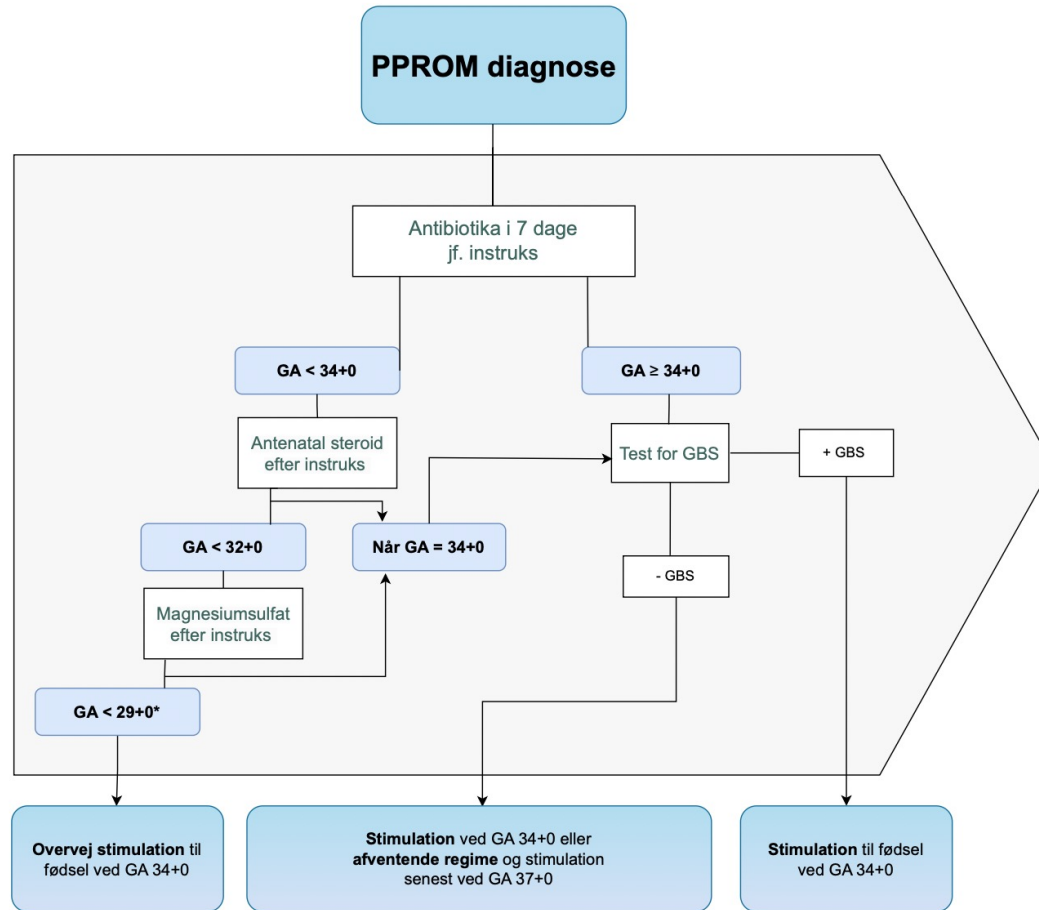 PPROM diagnose
Antibiotika i 7 dage
jf. instruks
GA < 34+0
GA ≥ 34+0
Antenatal steroid
efter instruks
Test for GBS
+ GBS
GA < 32+0
Når GA = 34+0
- GBS
Magnesiumsulfat
efter instruks
GA < 29+0*
Overvej stimulation til
fødsel ved GA 34+0
Stimulation ved GA 34+0 eller
afventende regime og stimulation
senest ved GA 37+0
Stimulation til fødsel
ved GA 34+0